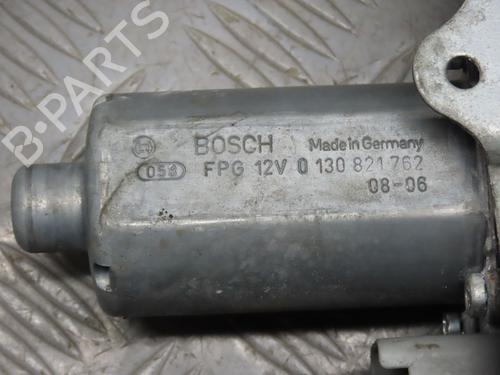 B-PARTS
BOSCH Made in Germany
053 FPG 12V 0 130 821 762
08-06